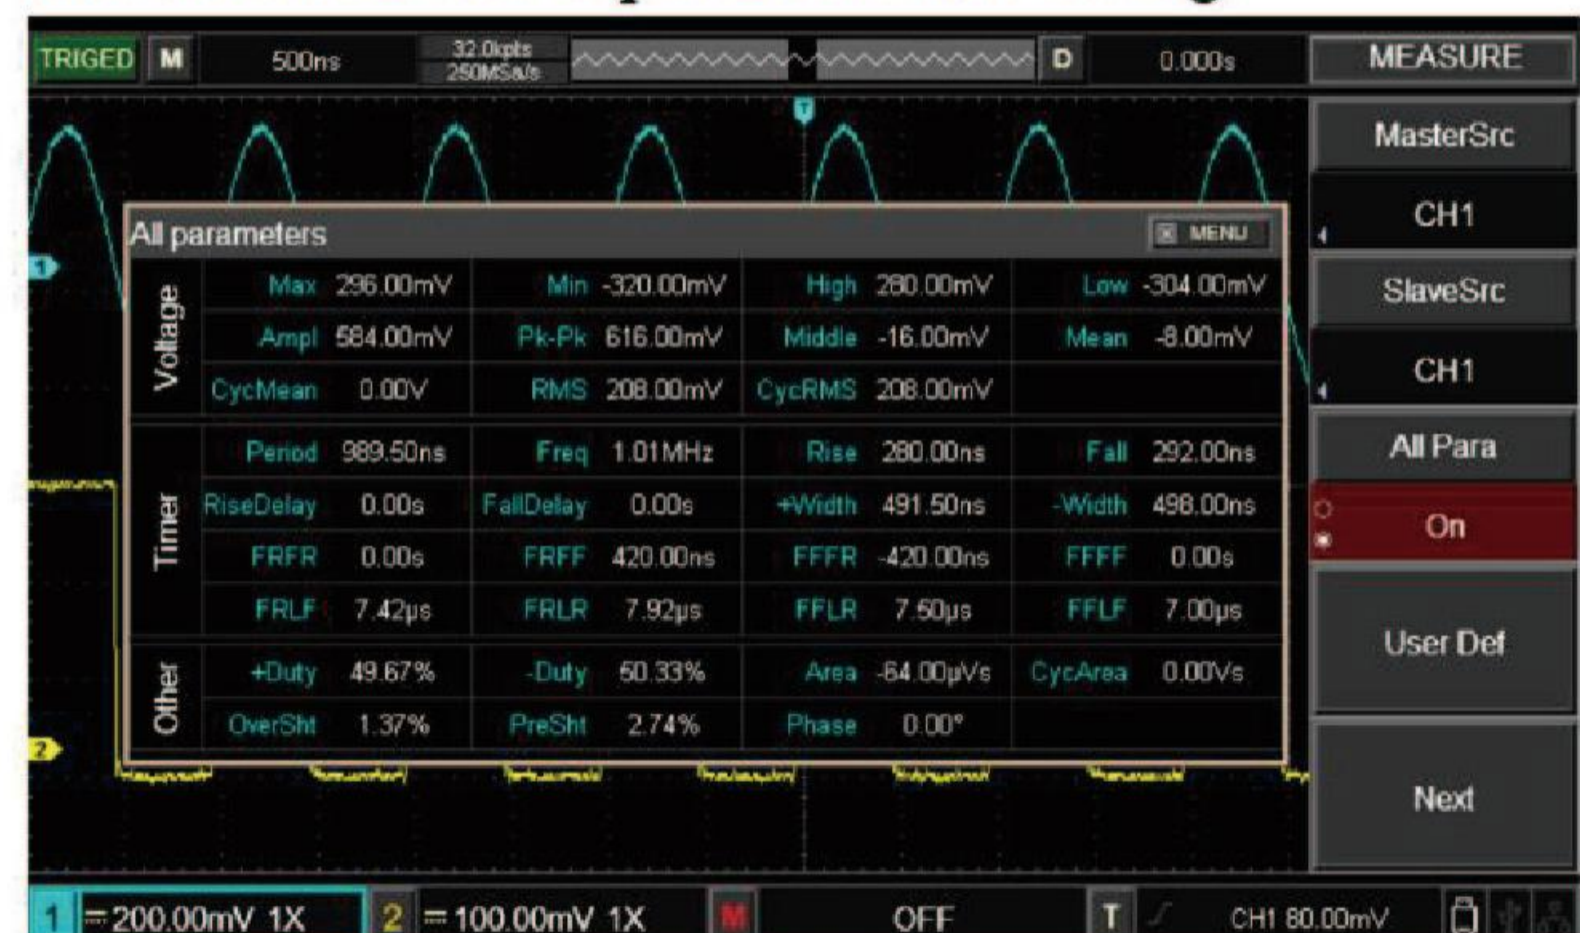 TRIGED M 500ns 32.0kpts 250MSa/s D 0.000s MEASURE
T
MasterSrc
CH1
SlaveSrc
CH1
All Para
On
User Def
Next
All parameters MENU
1
Voltage
Max 296.00mV Min -320.00mV High 280.00mV Low -304.00mV
Ampl 584.00mV Pk-Pk 616.00mV Middle -16.00mV Mean -8.00mV
CycMean 0.00V RMS 208.00mV CycRMS 208.00mV
Timer
Period 989.50ns Freq 1.01MHz Rise 280.00ns Fall 292.00ns
RiseDelay 0.00s FallDelay 0.00s +Width 491.50ns -Width 498.00ns
FRFR 0.00s FRFF 420.00ns FFFR -420.00ns FFFF 0.00s
FRLF 7.42µs FRLR 7.92µs FFLR 7.50µs FFLF 7.00µs
Other
+Duty 49.67% -Duty 50.33% Area -64.00µVs CycArea 0.00Vs
OverSht 1.37% PreSht 2.74% Phase 0.00°
2
1 200.00mV 1X 2 100.00mV 1X M OFF T CH1 80.00mV